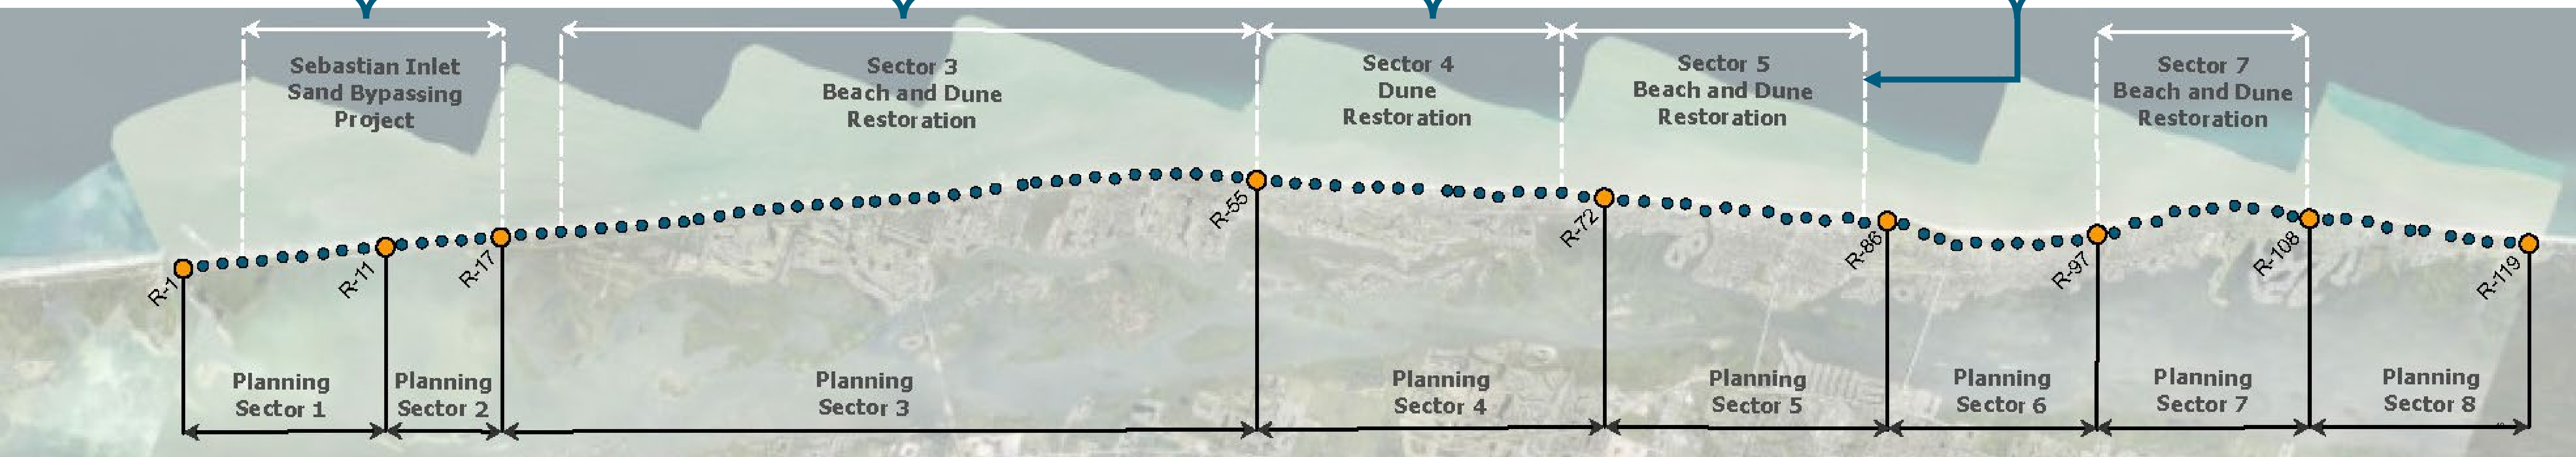 Sebastian Inlet
Sand Bypassing
Project
Sector 3
Beach and Dune
Restoration
Sector 4
Dune
Restoration
Sector 5
Beach and Dune
Restoration
Sector 7
Beach and Dune
Restoration
R-1
R-11
R-17
R-55
R-72
R-86
R-97
R-108
R-119
Planning
Sector 1
Planning
Sector 2
Planning
Sector 3
Planning
Sector 4
Planning
Sector 5
Planning
Sector 6
Planning
Sector 7
Planning
Sector 8